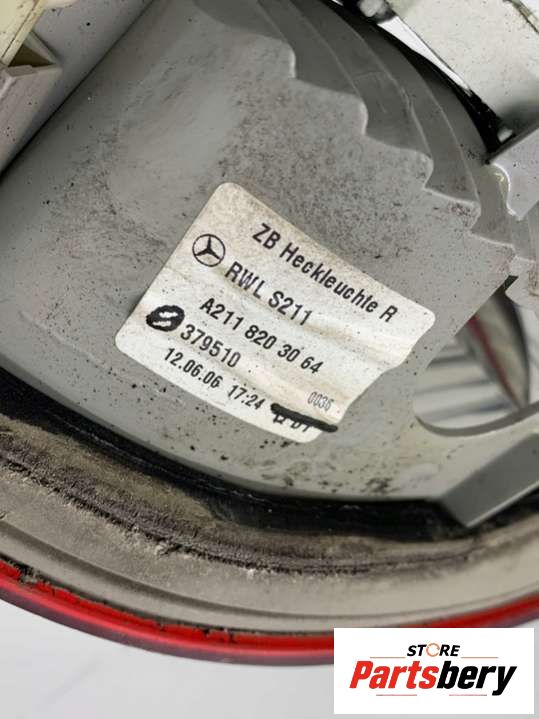 ZB Heckleuchte R
RWL S211
A211 820 30 64
379510 0036
12.06.06 17:24
STORE
Partsbery